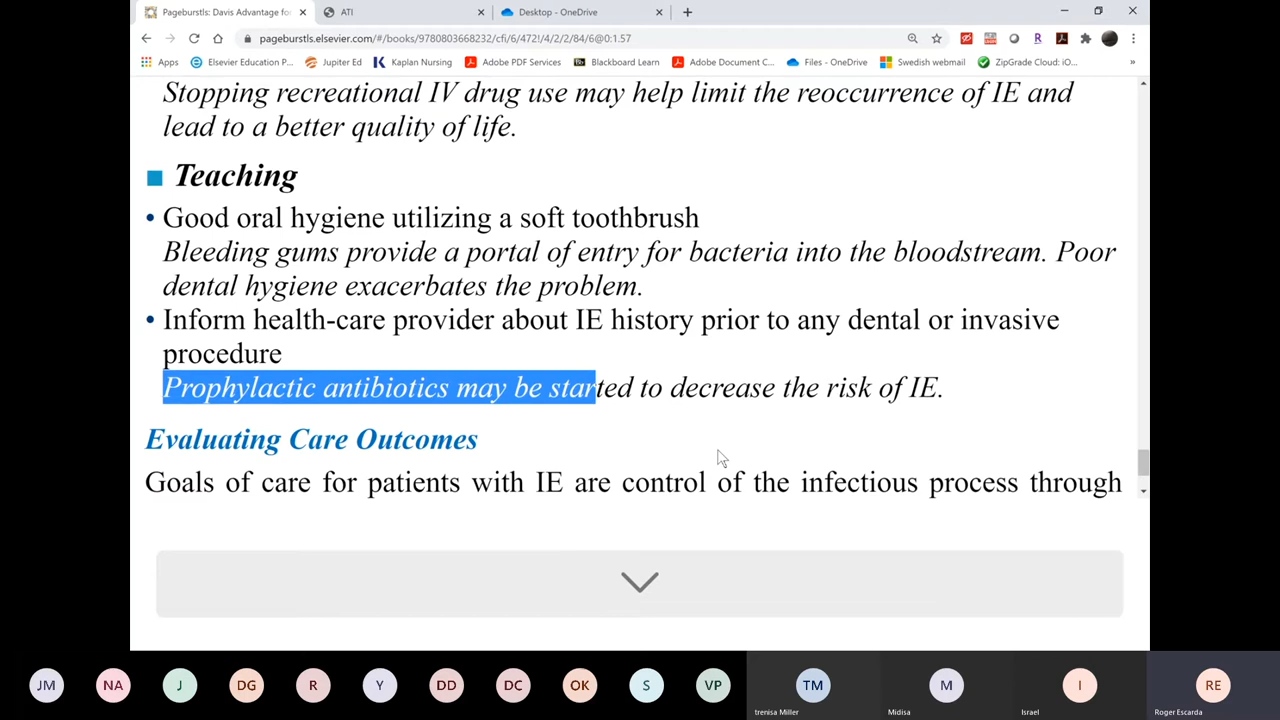 Pageburstls: Davis Advantage for
ATI
Desktop - OneDrive
pageburstls.elsevier.com/#/books/9780803668232/cfi/6/472!/4/2/2/84/6@0:1.57
Apps
Elsevier Education P...
Jupiter Ed
Kaplan Nursing
Adobe PDF Services
Blackboard Learn
Adobe Document C...
Files - OneDrive
Swedish webmail
ZipGrade Cloud: iO...
Stopping recreational IV drug use may help limit the reoccurrence of IE and
lead to a better quality of life.
Teaching
• Good oral hygiene utilizing a soft toothbrush
Bleeding gums provide a portal of entry for bacteria into the bloodstream. Poor
dental hygiene exacerbates the problem.
• Inform health-care provider about IE history prior to any dental or invasive
procedure
Prophylactic antibiotics may be started to decrease the risk of IE.
Evaluating Care Outcomes
Goals of care for patients with IE are control of the infectious process through
JM
NA
J
DG
R
Y
DD
DC
OK
S
VP
TM
trenisa Miller
M
Midisa
I
Israel
RE
Roger Escarda